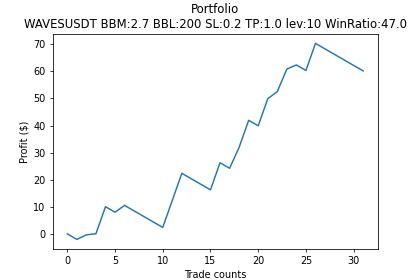 Portfolio
WAVESUSDT BBM:2.7 BBL:200 SL:0.2 TP:1.0 lev:10 WinRatio:47.0
Profit ($)
70
60
50
40
30
20
10
0
0 5 10 15 20 25 30
Trade counts